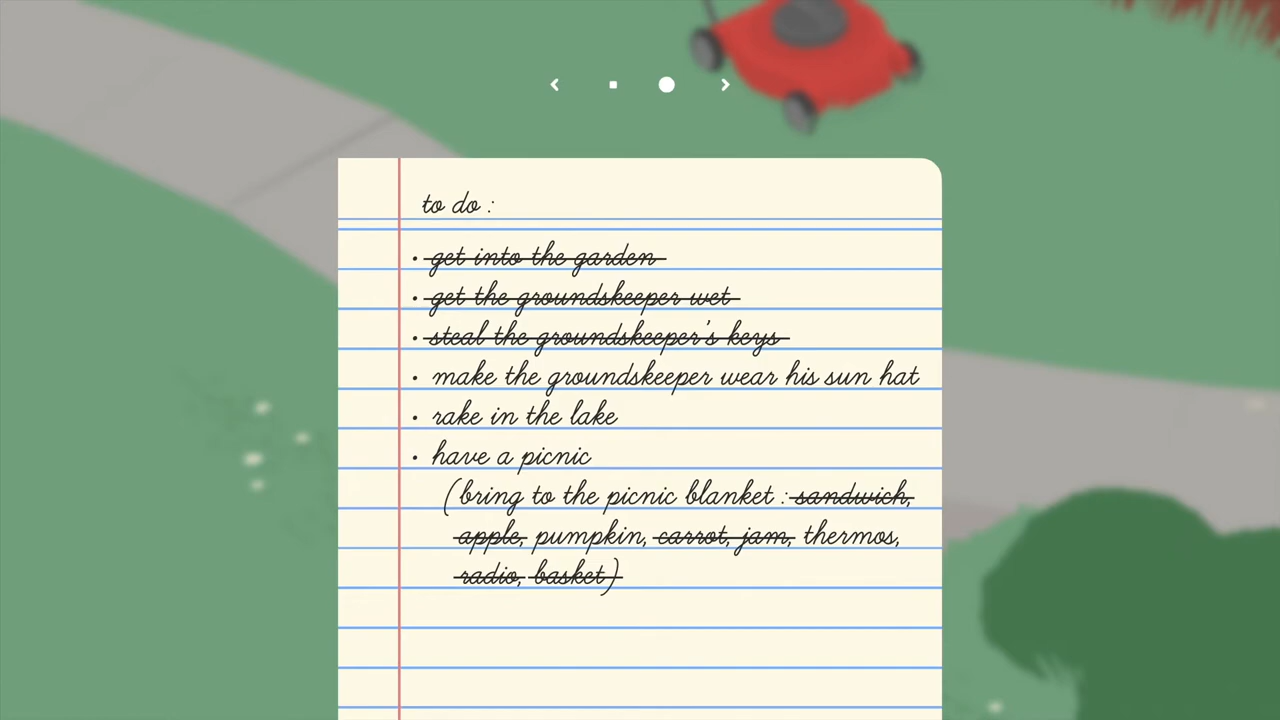 to do :
• get into the garden
• get the groundskeeper wet
• steal the groundskeeper's keys
• make the groundskeeper wear his sun hat
• rake in the lake
• have a picnic
(bring to the picnic blanket : sandwich,
apple, pumpkin, carrot, jam, thermos,
radio, basket)